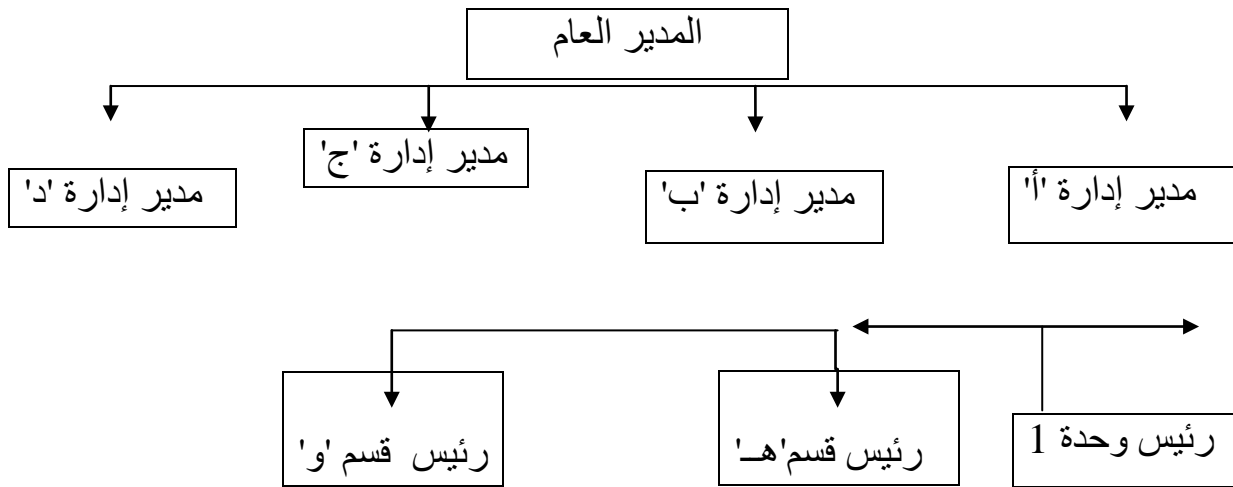 المدير العام
مدير إدارة 'أ'
مدير إدارة 'ب'
مدير إدارة 'ج'
مدير إدارة 'د'
رئيس وحدة 1
رئيس قسم'هـ'
رئيس قسم 'و'